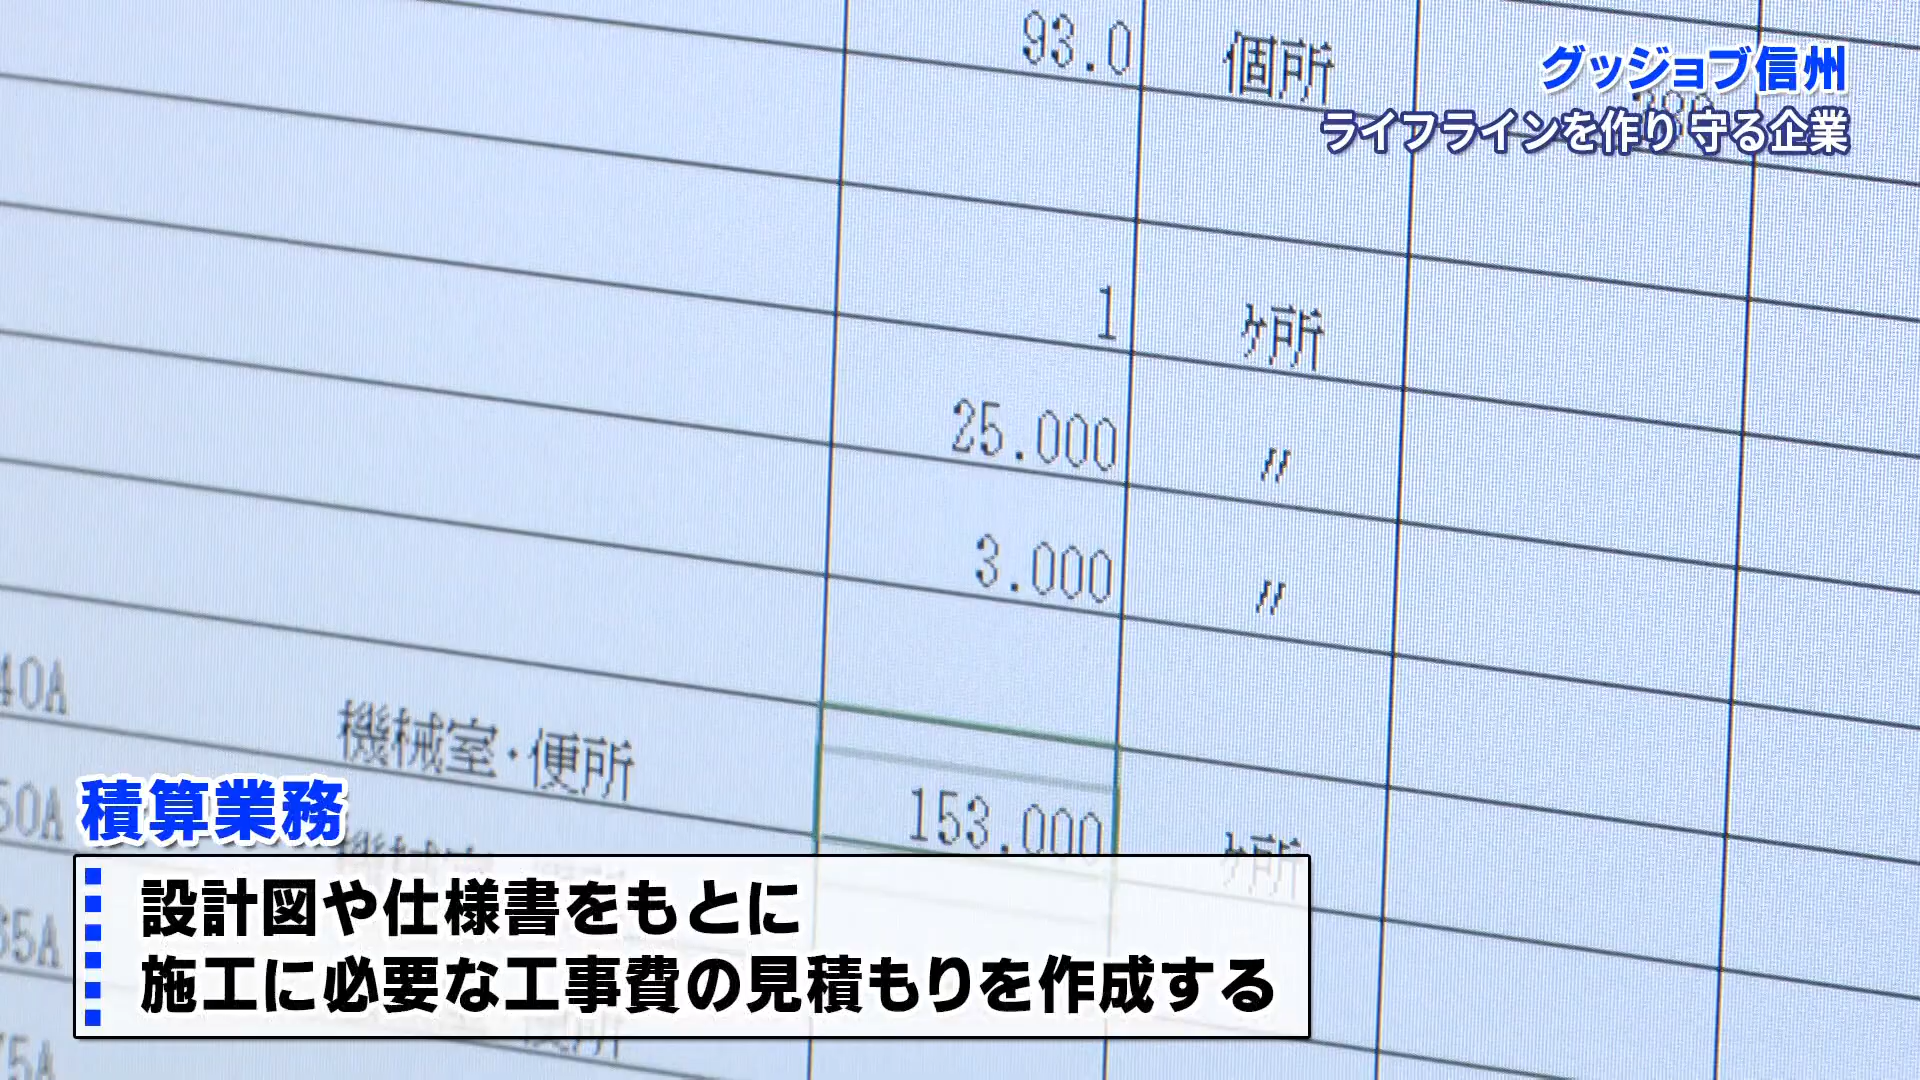 グッジョブ信州
ライフラインを作り 守る企業
93.0 個所
1 ヶ所
25.000 〃
3.000 〃
40A 機械室・便所
153.000 ヶ所
50A
65A
75A
積算業務
設計図や仕様書をもとに
施工に必要な工事費の見積もりを作成する